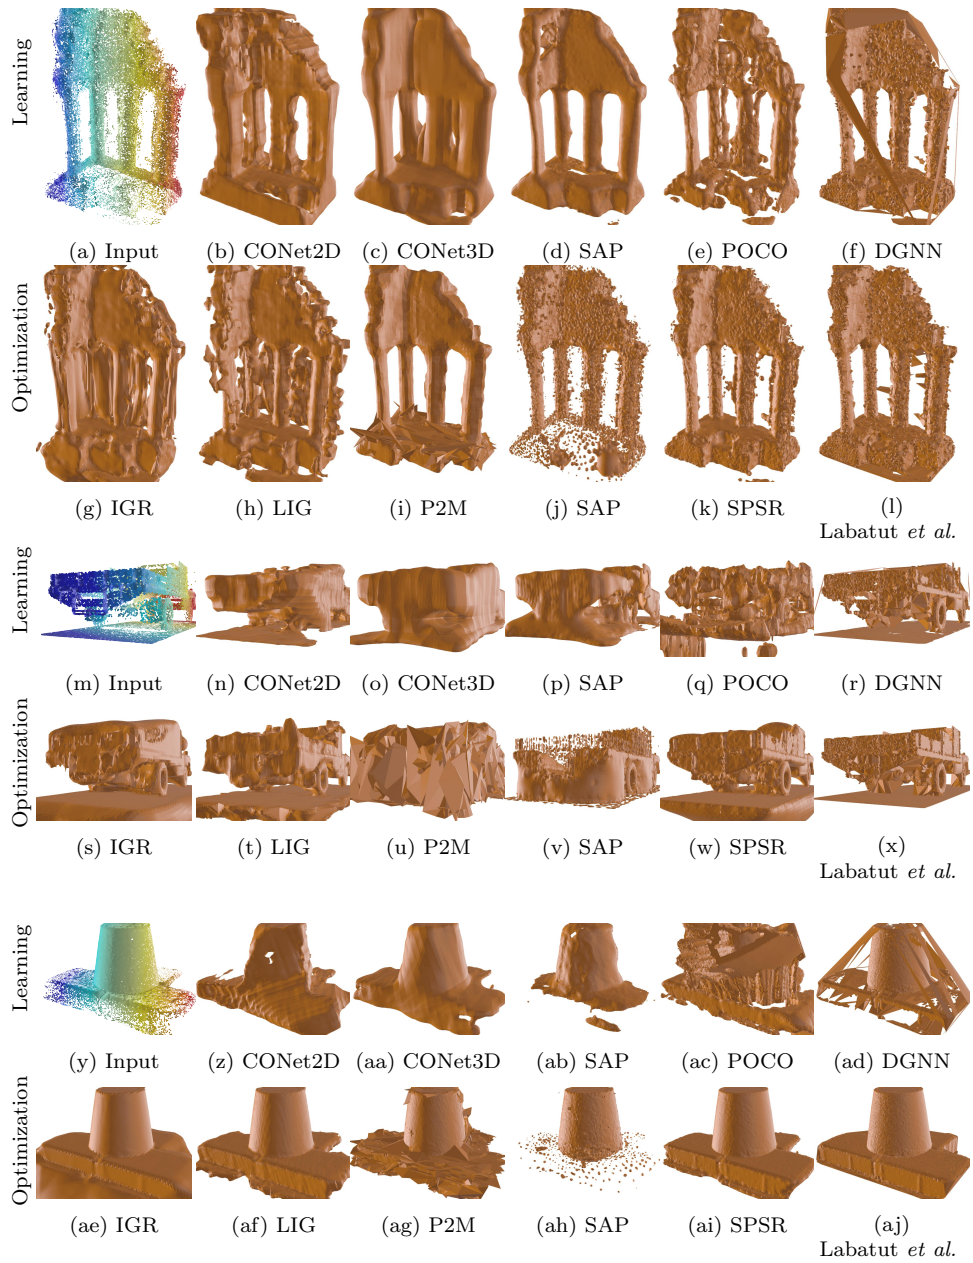 Learning
(a) Input
(b) CONet2D
(c) CONet3D
(d) SAP
(e) POCO
(f) DGNN
Optimization
(g) IGR
(h) LIG
(i) P2M
(j) SAP
(k) SPSR
(l)
Labatut et al.
Learning
(m) Input
(n) CONet2D
(o) CONet3D
(p) SAP
(q) POCO
(r) DGNN
Optimization
(s) IGR
(t) LIG
(u) P2M
(v) SAP
(w) SPSR
(x)
Labatut et al.
Learning
(y) Input
(z) CONet2D
(aa) CONet3D
(ab) SAP
(ac) POCO
(ad) DGNN
Optimization
(ae) IGR
(af) LIG
(ag) P2M
(ah) SAP
(ai) SPSR
(aj)
Labatut et al.